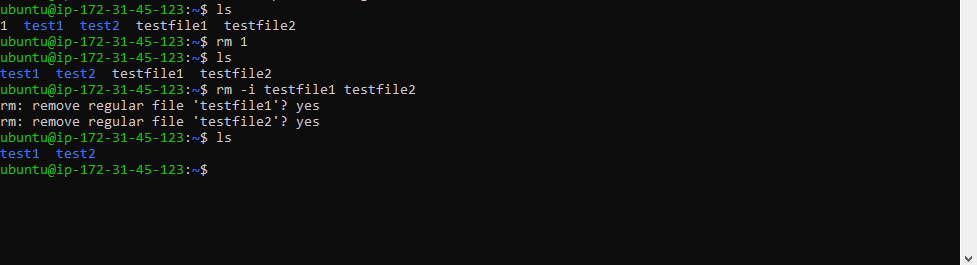 ubuntu@ip-172-31-45-123:~$ ls
1  test1  test2  testfile1  testfile2
ubuntu@ip-172-31-45-123:~$ rm 1
ubuntu@ip-172-31-45-123:~$ ls
test1  test2  testfile1  testfile2
ubuntu@ip-172-31-45-123:~$ rm -i testfile1 testfile2
rm: remove regular file 'testfile1'? yes
rm: remove regular file 'testfile2'? yes
ubuntu@ip-172-31-45-123:~$ ls
test1  test2
ubuntu@ip-172-31-45-123:~$